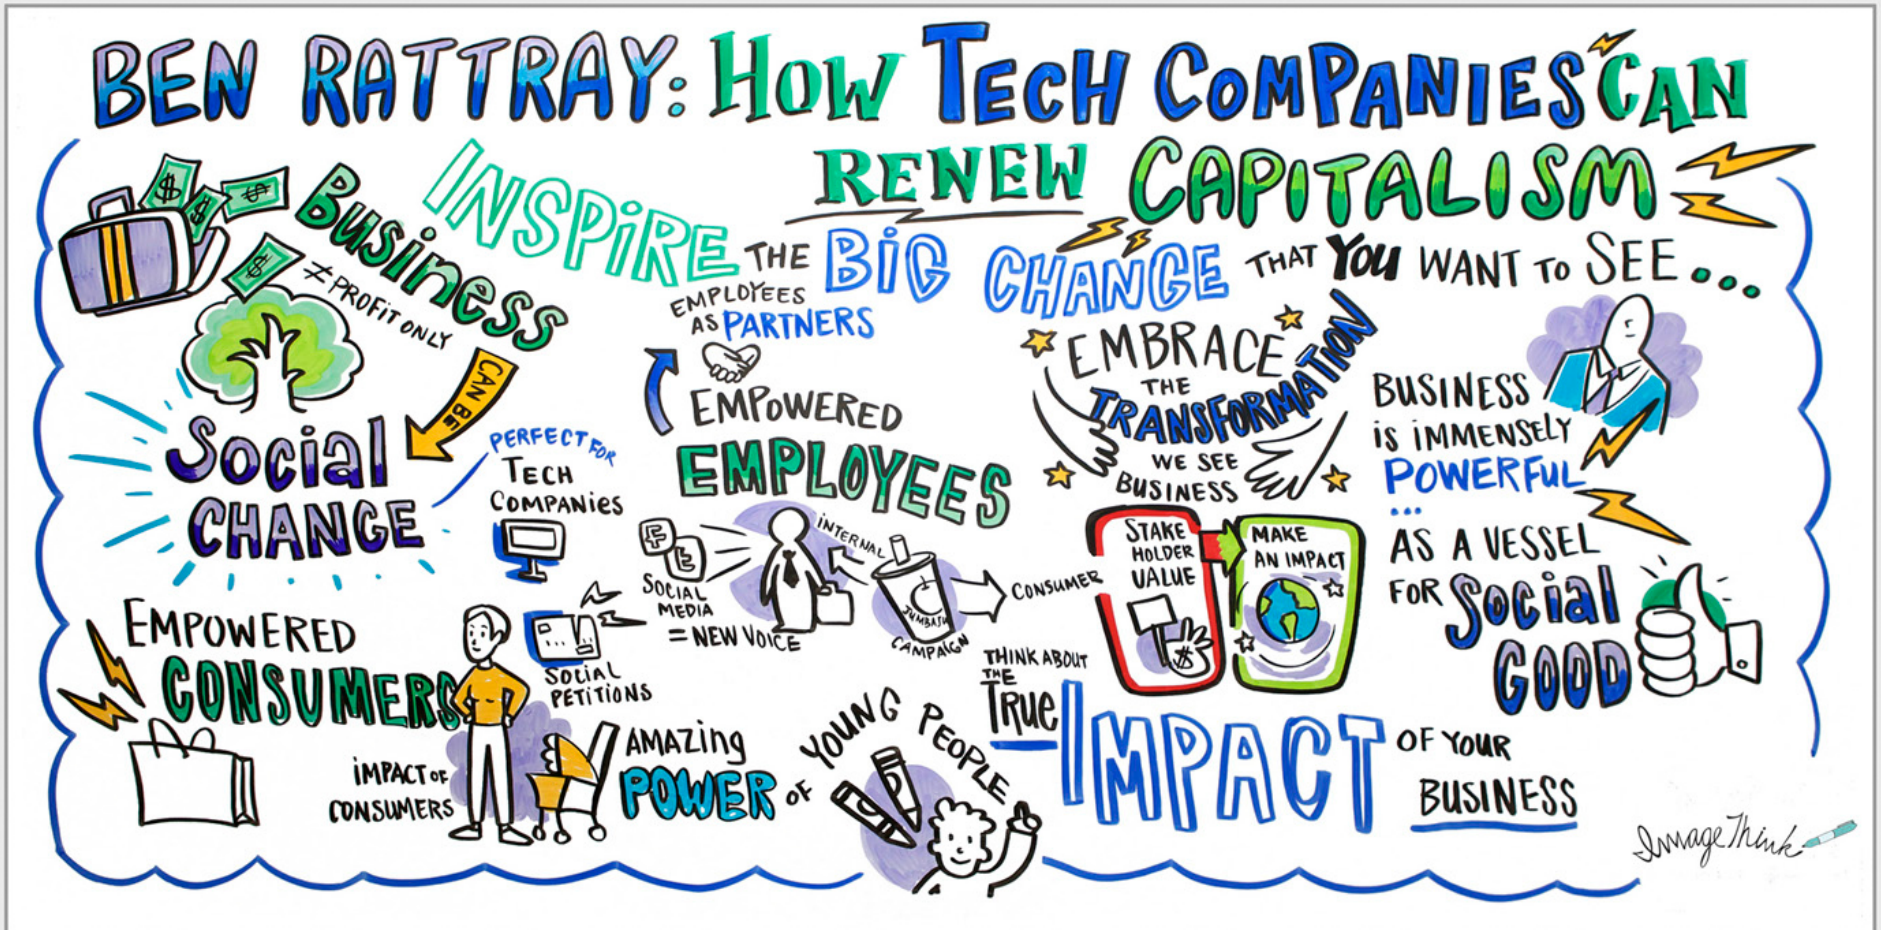 BEN RATTRAY: HOW TECH COMPANIES CAN
RENEW CAPITALISM
INSPIRE THE BIG CHANGE THAT YOU WANT TO SEE...
$
$
$
$
BUSINESS
≠ PROFIT ONLY
CAN BE
SOCIAL
CHANGE
PERFECT FOR
TECH
COMPANIES
EMPOWERED
CONSUMERS
IMPACT OF
CONSUMERS
SOCIAL
PETITIONS
EMPLOYEES
AS PARTNERS
EMPOWERED
EMPLOYEES
SOCIAL
MEDIA
= NEW VOICE
INTERNAL
CAMPAIGN
CONSUMER
AMAZING
POWER OF
YOUNG PEOPLE
EMBRACE
THE
TRANSFORMATION
WE SEE
BUSINESS
STAKE
HOLDER
VALUE
$
MAKE
AN IMPACT
THINK ABOUT
THE
TRUE
IMPACT OF YOUR
BUSINESS
BUSINESS
IS IMMENSELY
POWERFUL
...
AS A VESSEL
FOR SOCIAL
GOOD
ImageThink